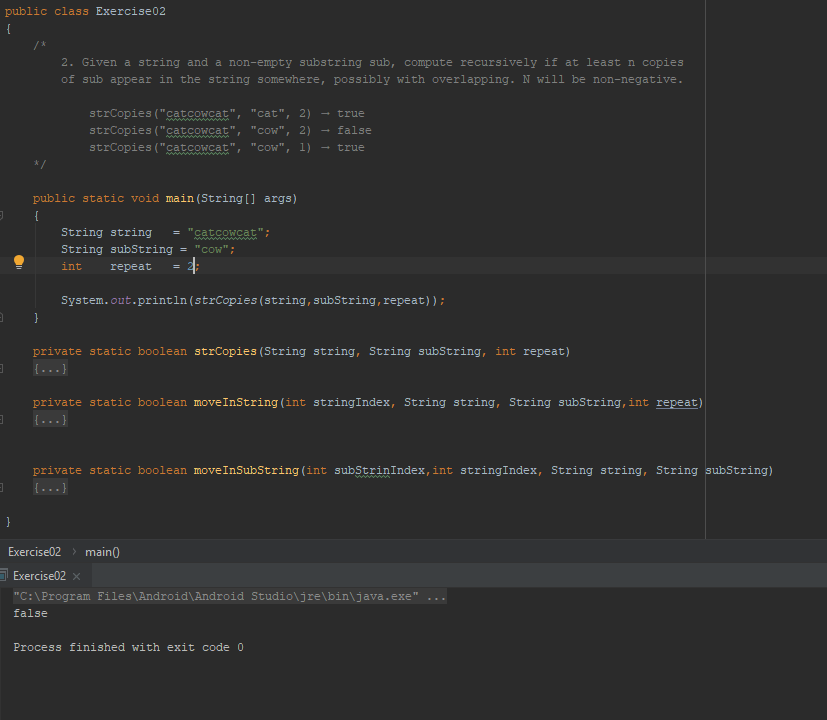 public class Exercise02
{
/*
2. Given a string and a non-empty substring sub, compute recursively if at least n copies
of sub appear in the string somewhere, possibly with overlapping. N will be non-negative.
strCopies("catcowcat", "cat", 2) → true
strCopies("catcowcat", "cow", 2) → false
strCopies("catcowcat", "cow", 1) → true
*/
public static void main(String[] args)
{
String string   = "catcowcat";
String subString = "cow";
int    repeat   = 2;
System.out.println(strCopies(string,subString,repeat));
}
private static boolean strCopies(String string, String subString, int repeat)
{...}
private static boolean moveInString(int stringIndex, String string, String subString,int repeat)
{...}
private static boolean moveInSubString(int subStrinIndex,int stringIndex, String string, String subString)
{...}
}
Exercise02 › main()
Exercise02 ×
"C:\Program Files\Android\Android Studio\jre\bin\java.exe" ...
false
Process finished with exit code 0